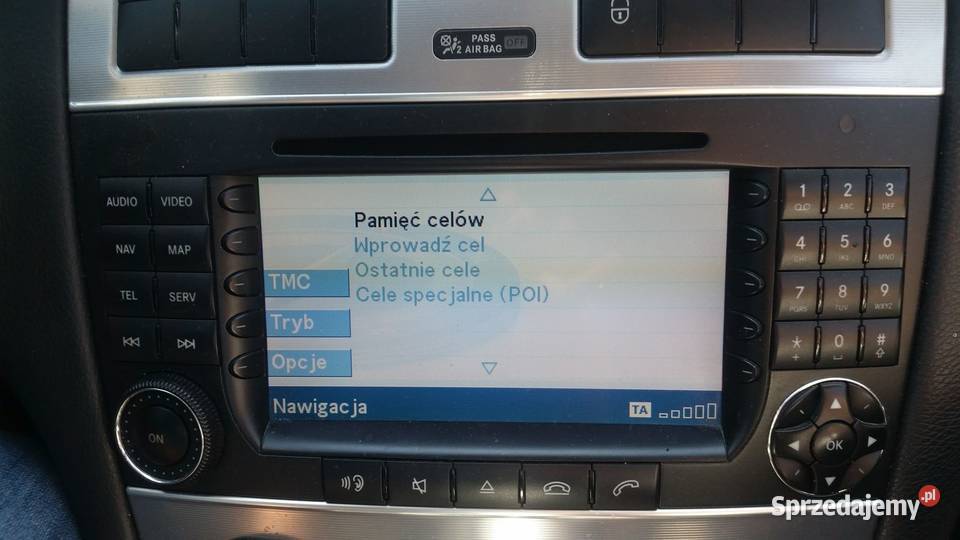 PASS
2 AIR BAG OFF
AUDIO VIDEO
NAV MAP
TEL SERV
ON
Pamięć celów
Wprowadź cel
Ostatnie cele
Cele specjalne (POI)
TMC
Tryb
Opcje
Nawigacja
TA
1 2 3
ABC DEF
4 5 6
GHI JKL MNO
7 8 9
PQRS TUV WXYZ
* 0 #
+
OK
Sprzedajemy.pl